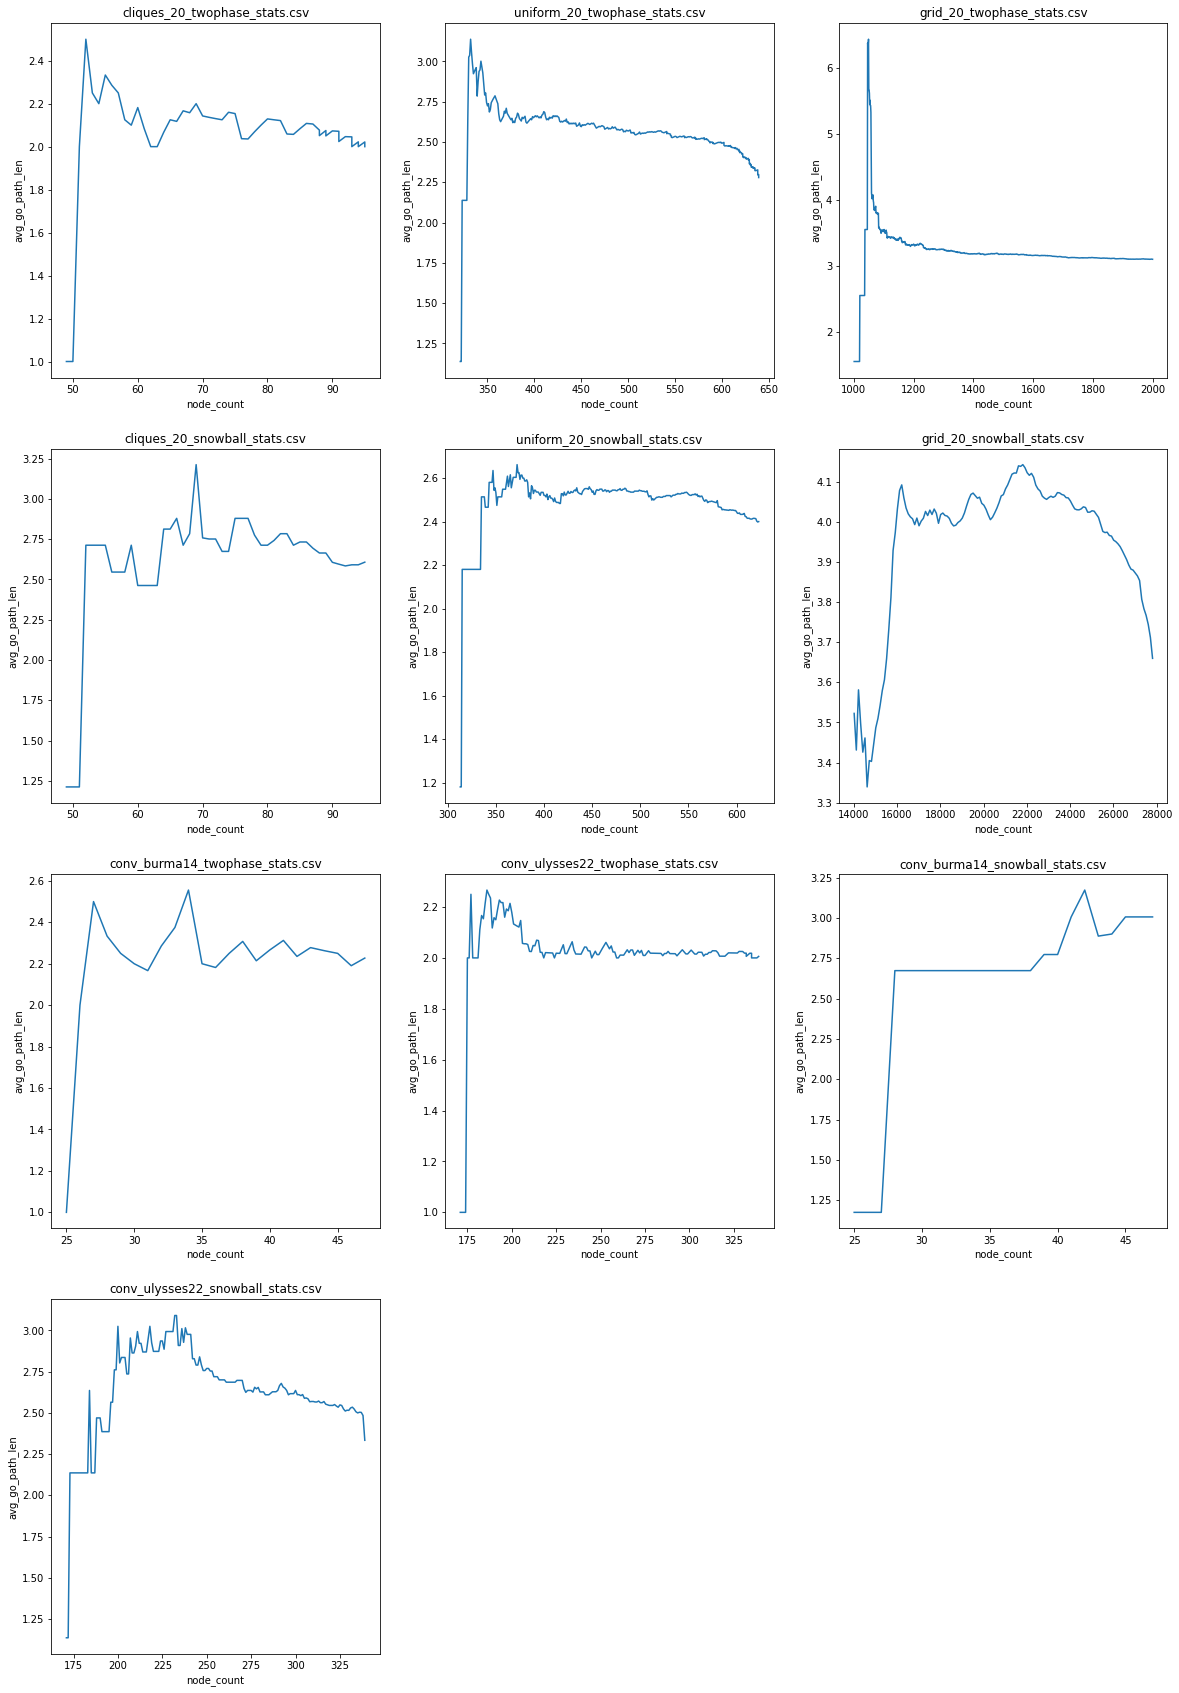 cliques_20_twophase_stats.csv
avg_go_path_len
2.4
2.2
2.0
1.8
1.6
1.4
1.2
1.0
50 60 70 80 90
node_count
uniform_20_twophase_stats.csv
avg_go_path_len
3.00
2.75
2.50
2.25
2.00
1.75
1.50
1.25
350 400 450 500 550 600 650
node_count
grid_20_twophase_stats.csv
avg_go_path_len
6
5
4
3
2
1000 1200 1400 1600 1800 2000
node_count
cliques_20_snowball_stats.csv
avg_go_path_len
3.25
3.00
2.75
2.50
2.25
2.00
1.75
1.50
1.25
50 60 70 80 90
node_count
uniform_20_snowball_stats.csv
avg_go_path_len
2.6
2.4
2.2
2.0
1.8
1.6
1.4
1.2
300 350 400 450 500 550 600
node_count
grid_20_snowball_stats.csv
avg_go_path_len
4.1
4.0
3.9
3.8
3.7
3.6
3.5
3.4
3.3
14000 16000 18000 20000 22000 24000 26000 28000
node_count
conv_burma14_twophase_stats.csv
avg_go_path_len
2.6
2.4
2.2
2.0
1.8
1.6
1.4
1.2
1.0
25 30 35 40 45
node_count
conv_ulysses22_twophase_stats.csv
avg_go_path_len
2.2
2.0
1.8
1.6
1.4
1.2
1.0
175 200 225 250 275 300 325
node_count
conv_burma14_snowball_stats.csv
avg_go_path_len
3.25
3.00
2.75
2.50
2.25
2.00
1.75
1.50
1.25
25 30 35 40 45
node_count
conv_ulysses22_snowball_stats.csv
avg_go_path_len
3.00
2.75
2.50
2.25
2.00
1.75
1.50
1.25
175 200 225 250 275 300 325
node_count